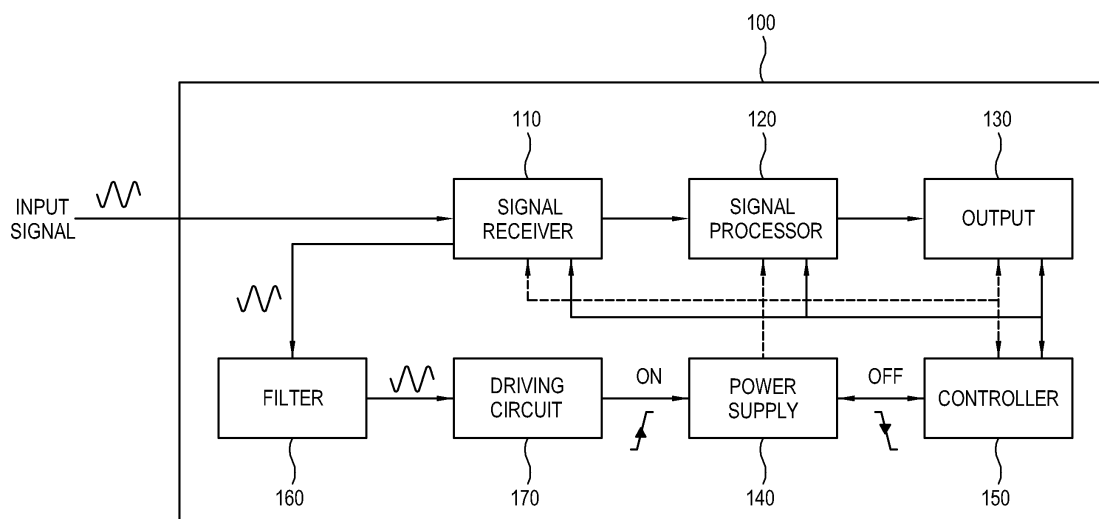 100
110
120
130
INPUT
SIGNAL
SIGNAL
RECEIVER
SIGNAL
PROCESSOR
OUTPUT
FILTER
DRIVING
CIRCUIT
ON
POWER
SUPPLY
OFF
CONTROLLER
160
170
140
150